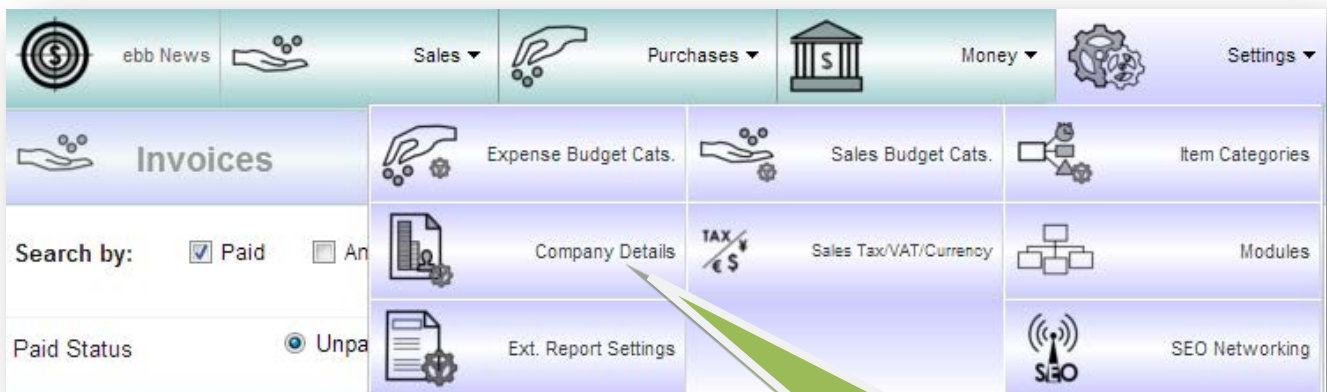 ebb News Sales Purchases Money Settings
Invoices
Expense Budget Cats. Sales Budget Cats. Item Categories
Search by: Paid An
Company Details TAX ¥ € $ Sales Tax/VAT/Currency Modules
Paid Status Unpa
Ext. Report Settings SEO SEO Networking